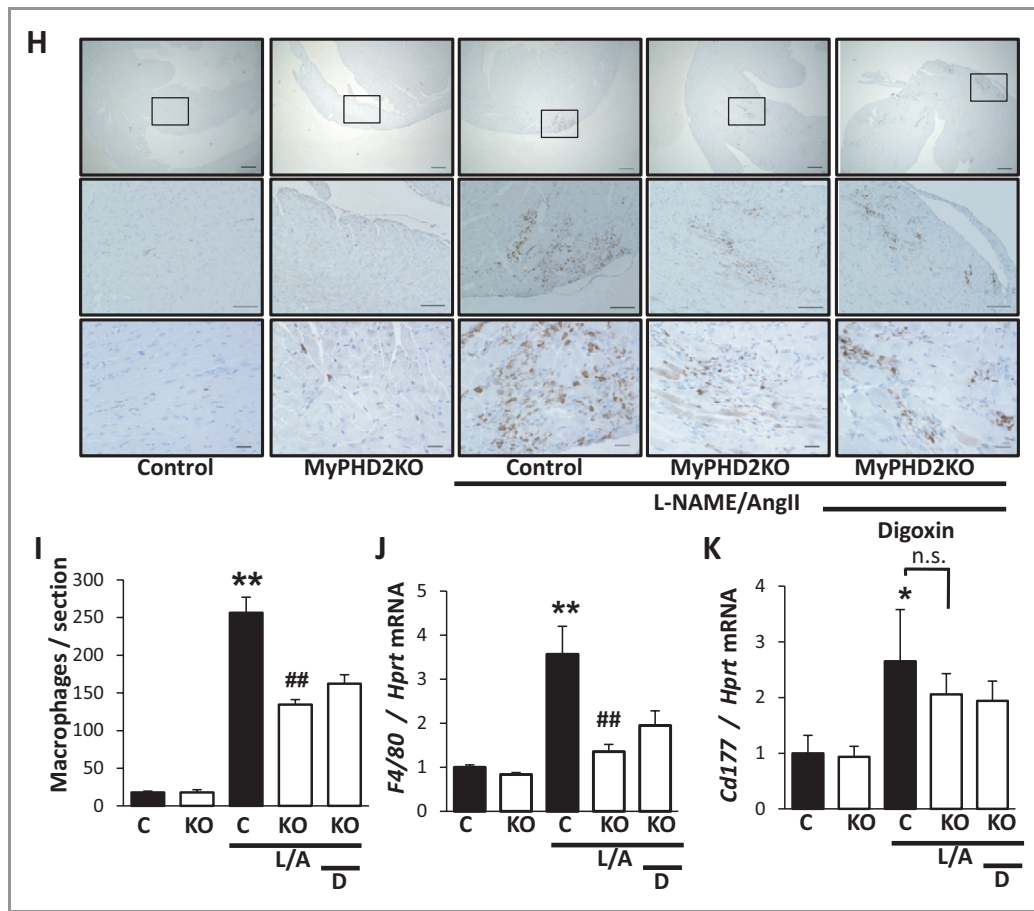 H
Control MyPHD2KO Control MyPHD2KO MyPHD2KO
L-NAME/AngII
Digoxin
I
Macrophages / section
300
250
200
150
100
50
0
**
##
C KO C KO KO
L/A
D
J
F4/80 / Hprt mRNA
5
4
3
2
1
0
**
##
C KO C KO KO
L/A
D
K
Cd177 / Hprt mRNA
4
3
2
1
0
*
n.s.
C KO C KO KO
L/A
D